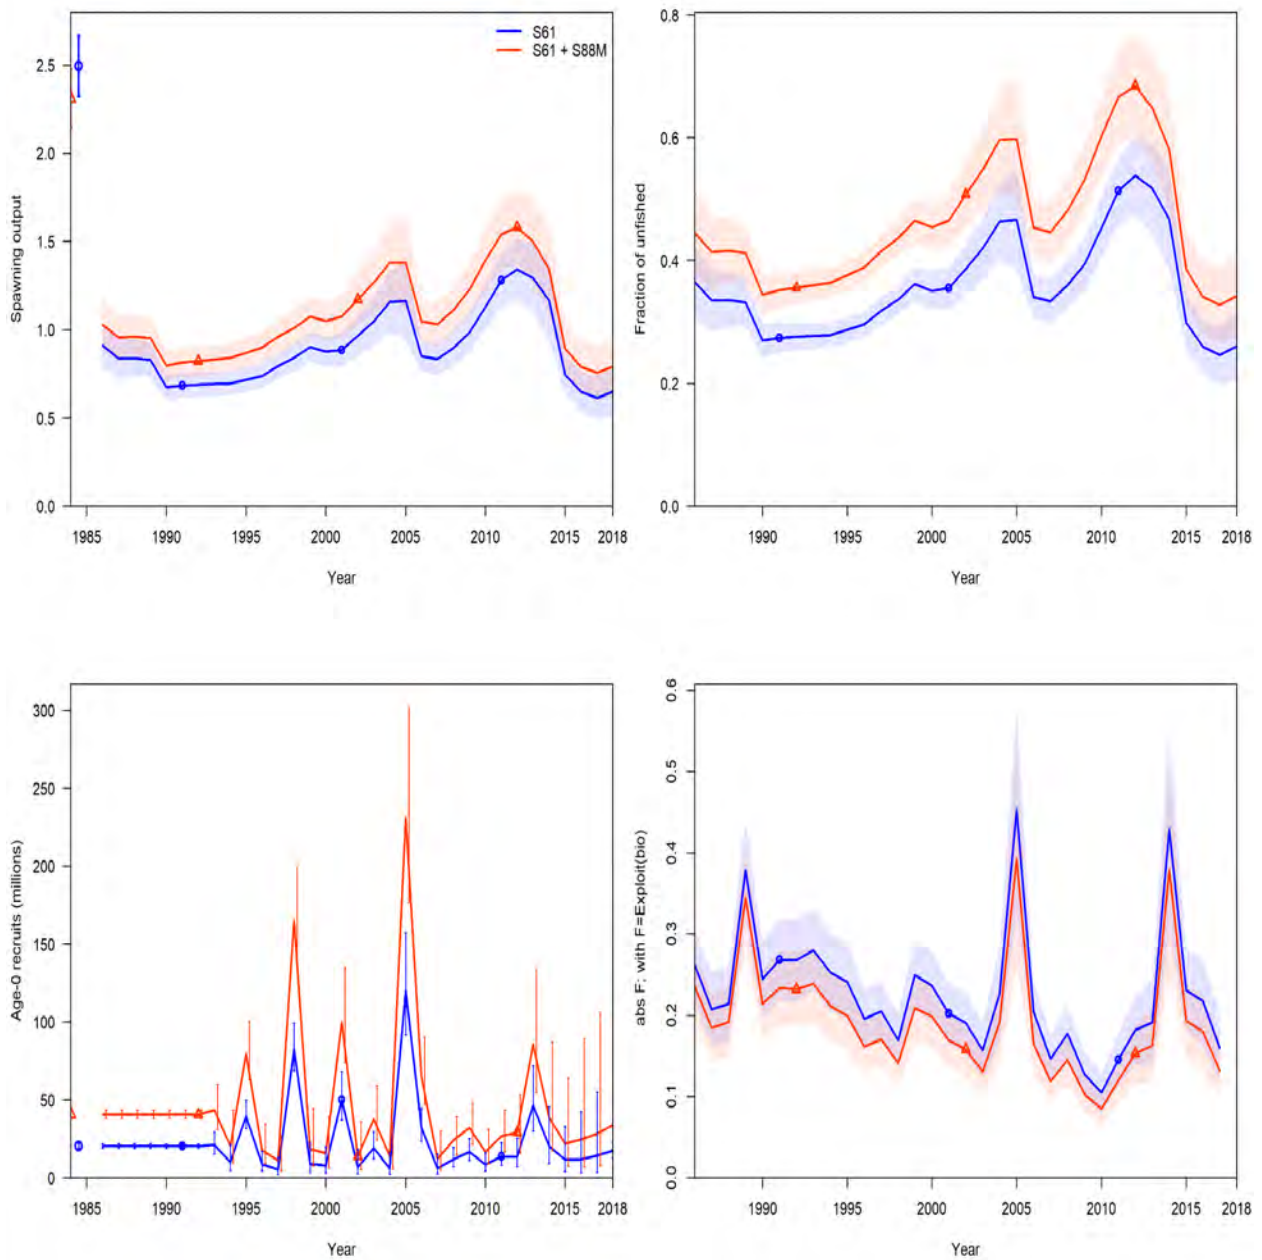 S61
S61 + S88M
Spawning output
2.5
2.0
1.5
1.0
0.5
0.0
1985 1990 1995 2000 2005 2010 2015 2018
Year
Fraction of unfished
0.8
0.6
0.4
0.2
0.0
1990 1995 2000 2005 2010 2015 2018
Year
Age-0 recruits (millions)
300
250
200
150
100
50
0
1985 1990 1995 2000 2005 2010 2015 2018
Year
abs F; with F=Exploit(bio)
0.6
0.5
0.4
0.3
0.2
0.1
0.0
1990 1995 2000 2005 2010 2015 2018
Year